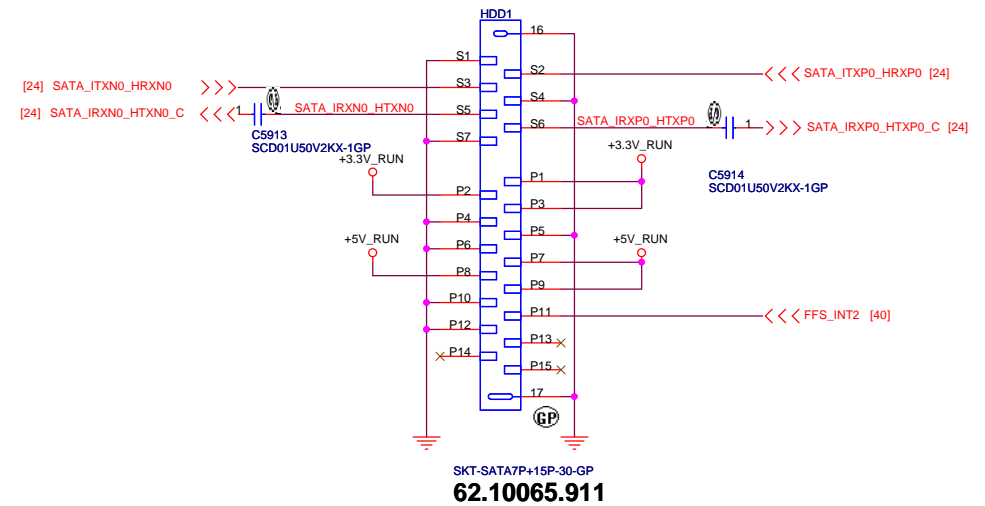 HDD1
16
S1
S2
[24] SATA_ITXN0_HRXN0
S3
SATA_ITXP0_HRXP0 [24]
S4
[24] SATA_IRXN0_HTXN0_C
1
SATA_IRXN0_HTXN0
S5
S6
SATA_IRXP0_HTXP0
1
SATA_IRXP0_HTXP0_C [24]
C5913
SCD01U50V2KX-1GP
S7
+3.3V_RUN
+3.3V_RUN
P1
C5914
SCD01U50V2KX-1GP
P2
P3
P4
P5
+5V_RUN
+5V_RUN
P6
P7
P8
P9
P10
P11
FFS_INT2 [40]
P12
P13
P14
P15
17
GP
SKT-SATA7P+15P-30-GP
62.10065.911